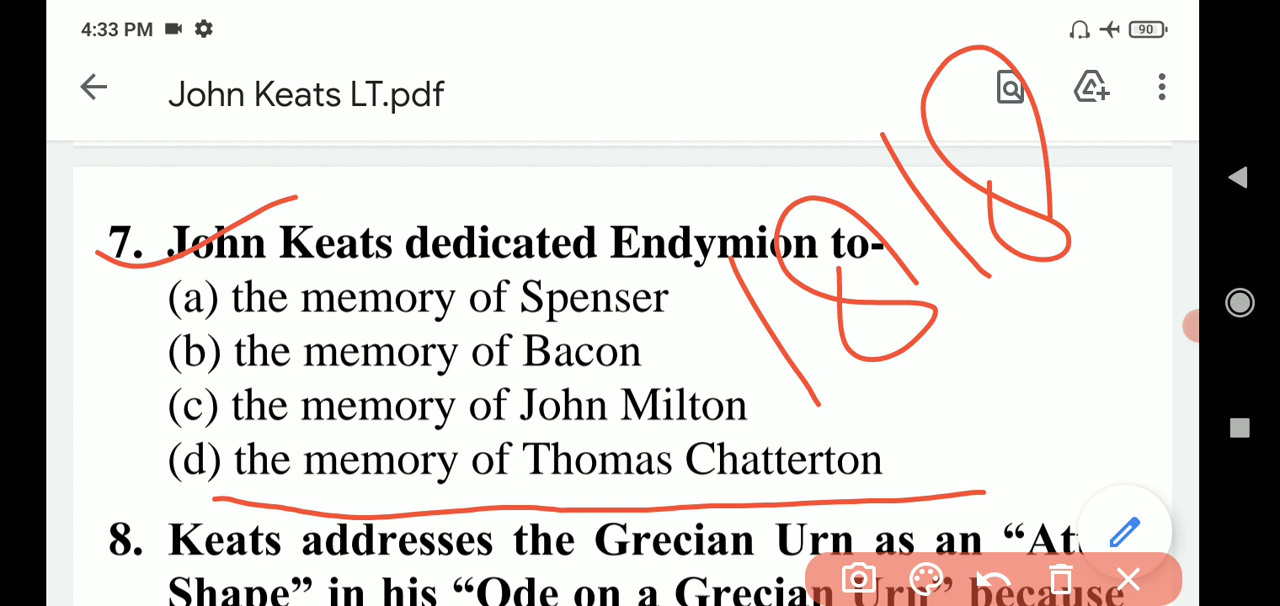 4:33 PM
90
John Keats LT.pdf
1818
7. John Keats dedicated Endymion to-
(a) the memory of Spenser
(b) the memory of Bacon
(c) the memory of John Milton
(d) the memory of Thomas Chatterton
8. Keats addresses the Grecian Urn as an “At
Shape” in his “Ode on a Grecian Urn” because